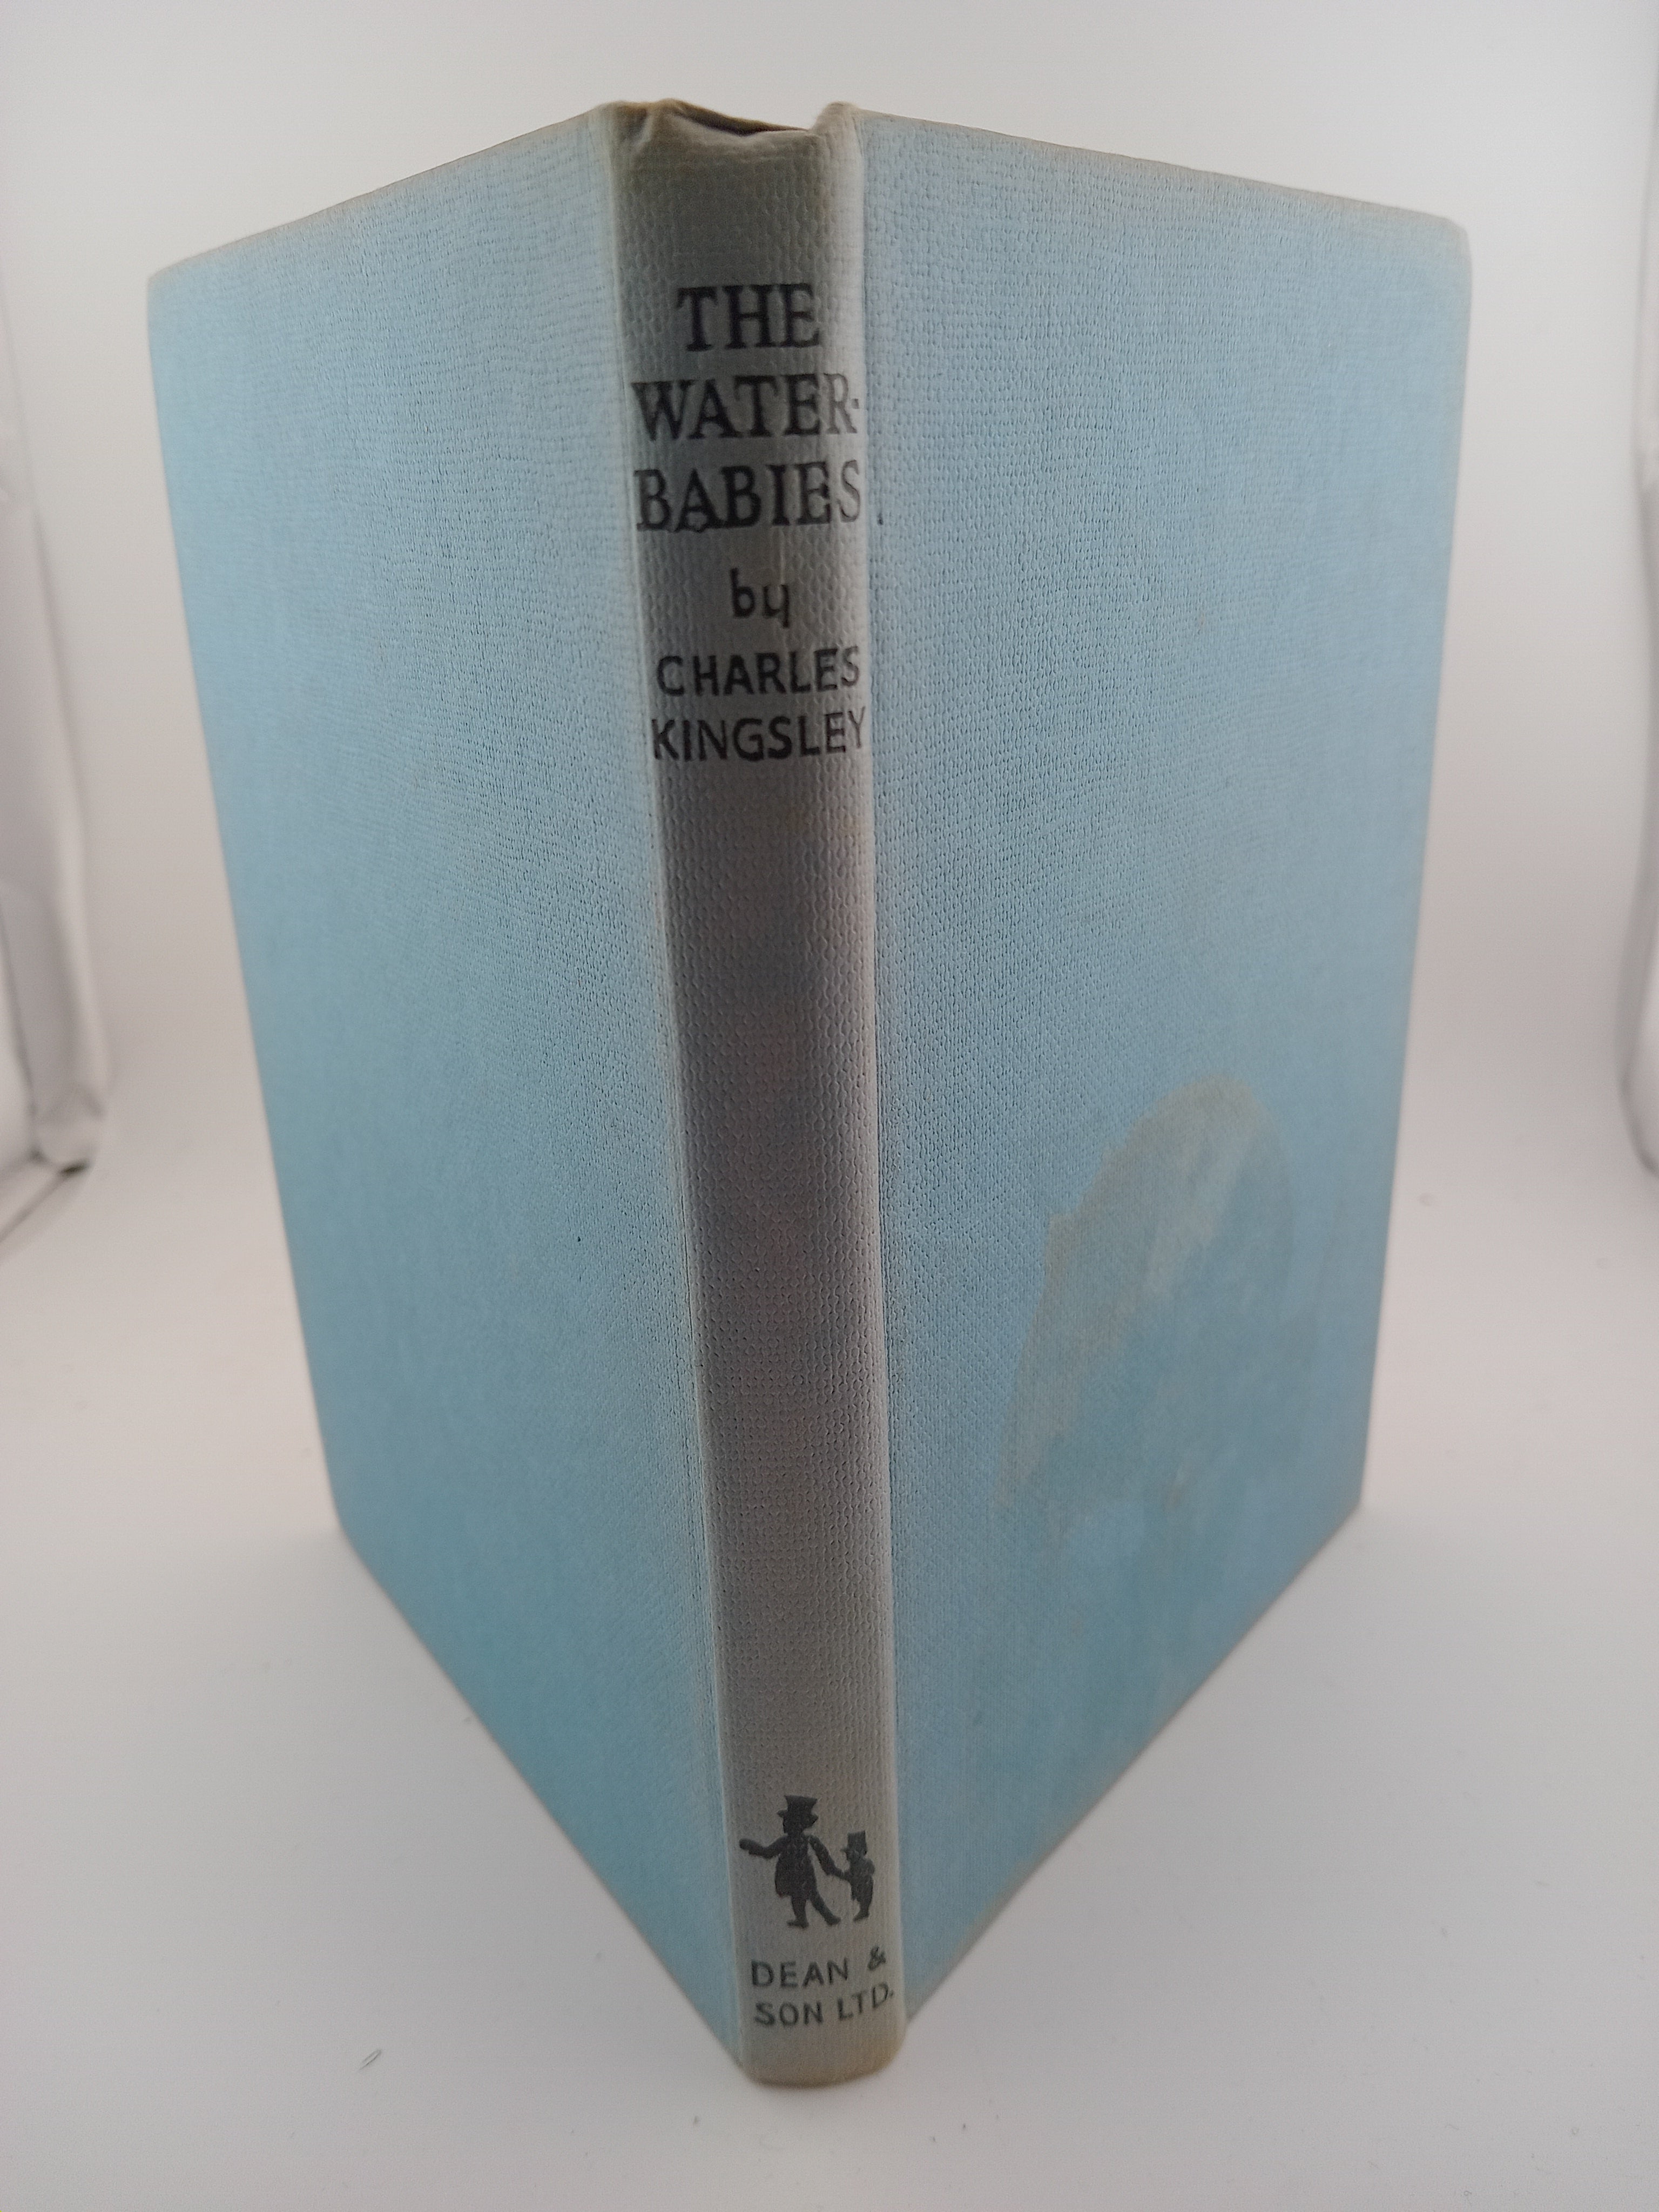 THE
WATER-
BABIES
by
CHARLES
KINGSLEY
DEAN &
SON LTD.